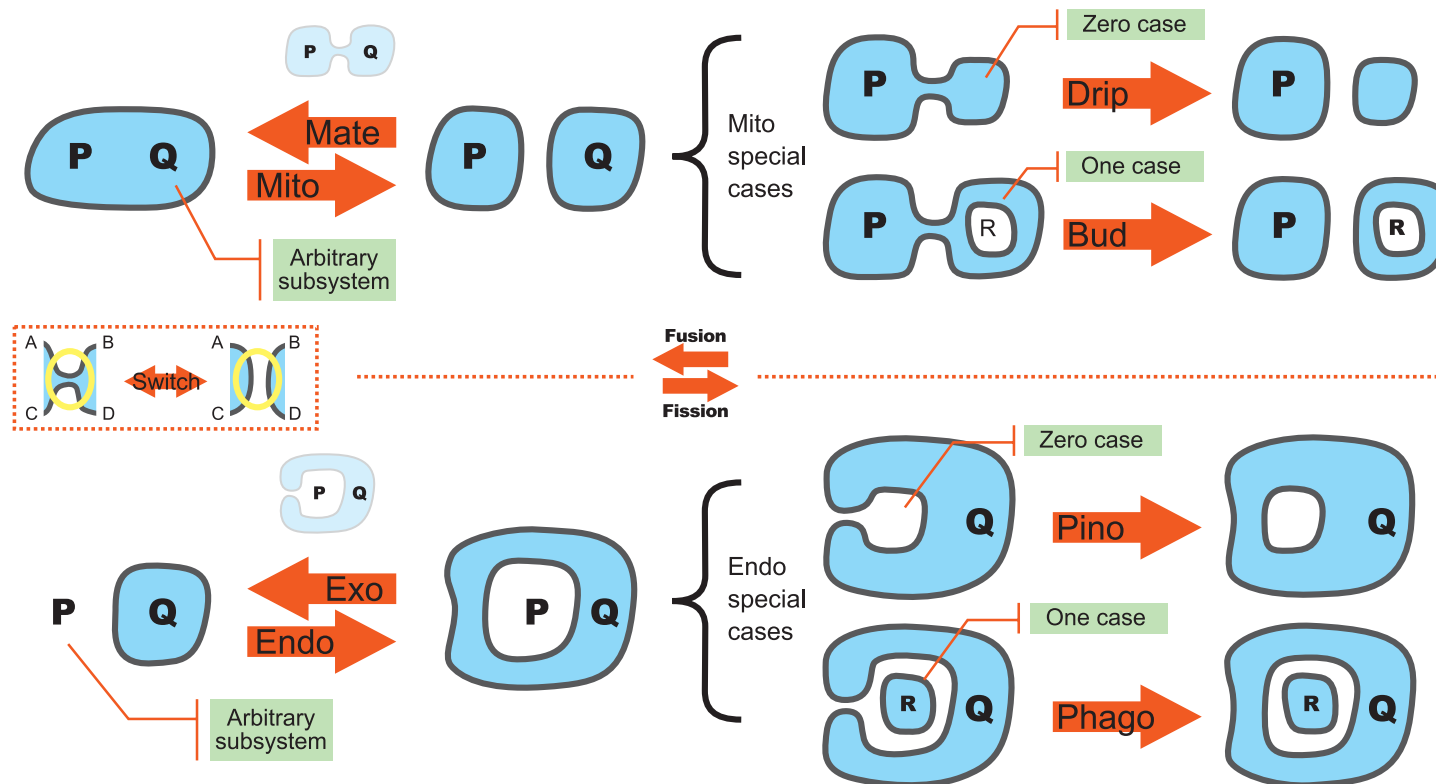 P Q
Mate
Mito
P Q
P Q
Arbitrary
subsystem
Mito
special
cases
Zero case
P
Drip
P
One case
P R
Bud
P R
A B
C D
Switch
A B
C D
Fusion
Fission
P Q
Exo
Endo
P Q
P Q
Arbitrary
subsystem
Endo
special
cases
Zero case
Q
Pino
Q
One case
R Q
Phago
R Q